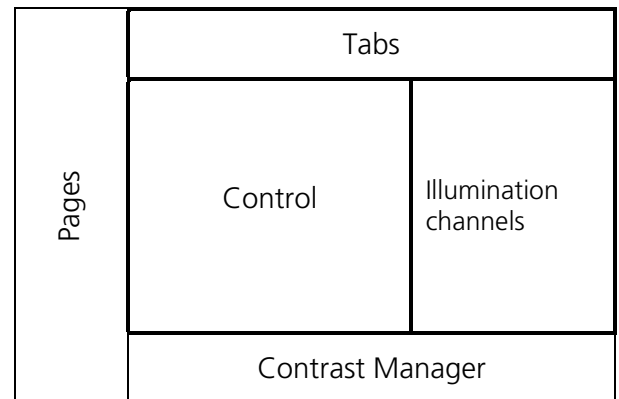 Tabs
Pages
Control
Illumination
channels
Contrast Manager